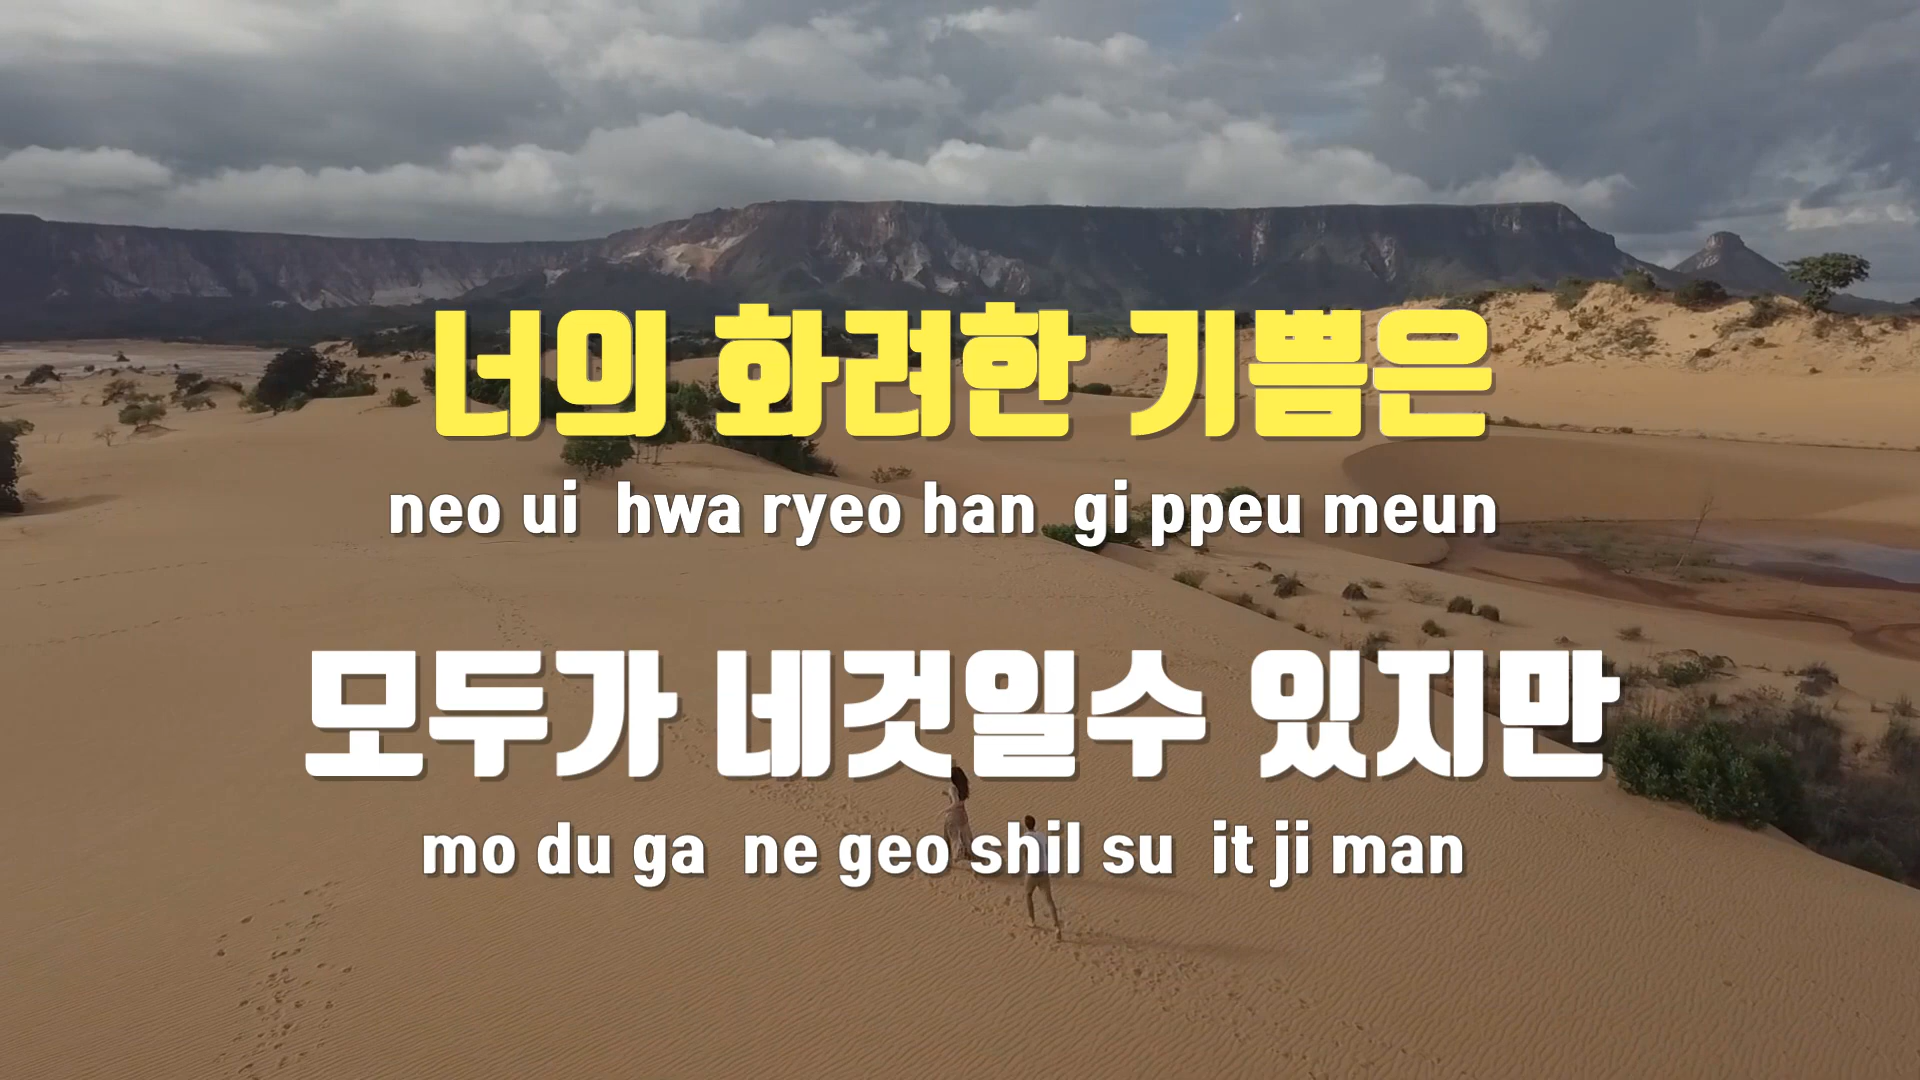 너의 화려한 기쁨은
neo ui hwa ryeo han gi ppeu meun
모두가 네것일수 있지만
mo du ga ne geo shil su it ji man